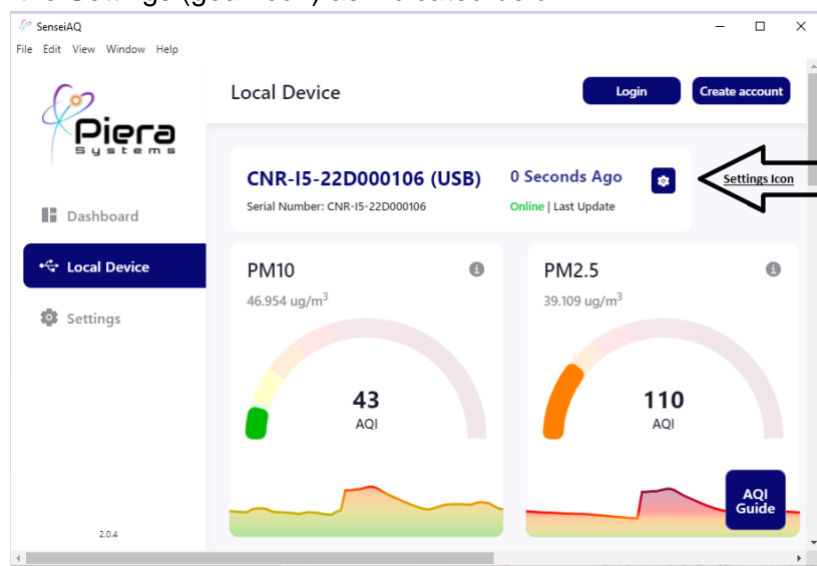 SenseiAQ
File Edit View Window Help
Piera
Systems
Local Device
Login
Create account
CNR-I5-22D000106 (USB)
0 Seconds Ago
Settings Icon
Serial Number: CNR-I5-22D000106
Online | Last Update
Dashboard
Local Device
Settings
PM10
46.954 ug/m³
43
AQI
PM2.5
39.109 ug/m³
110
AQI
AQI
Guide
2.0.4